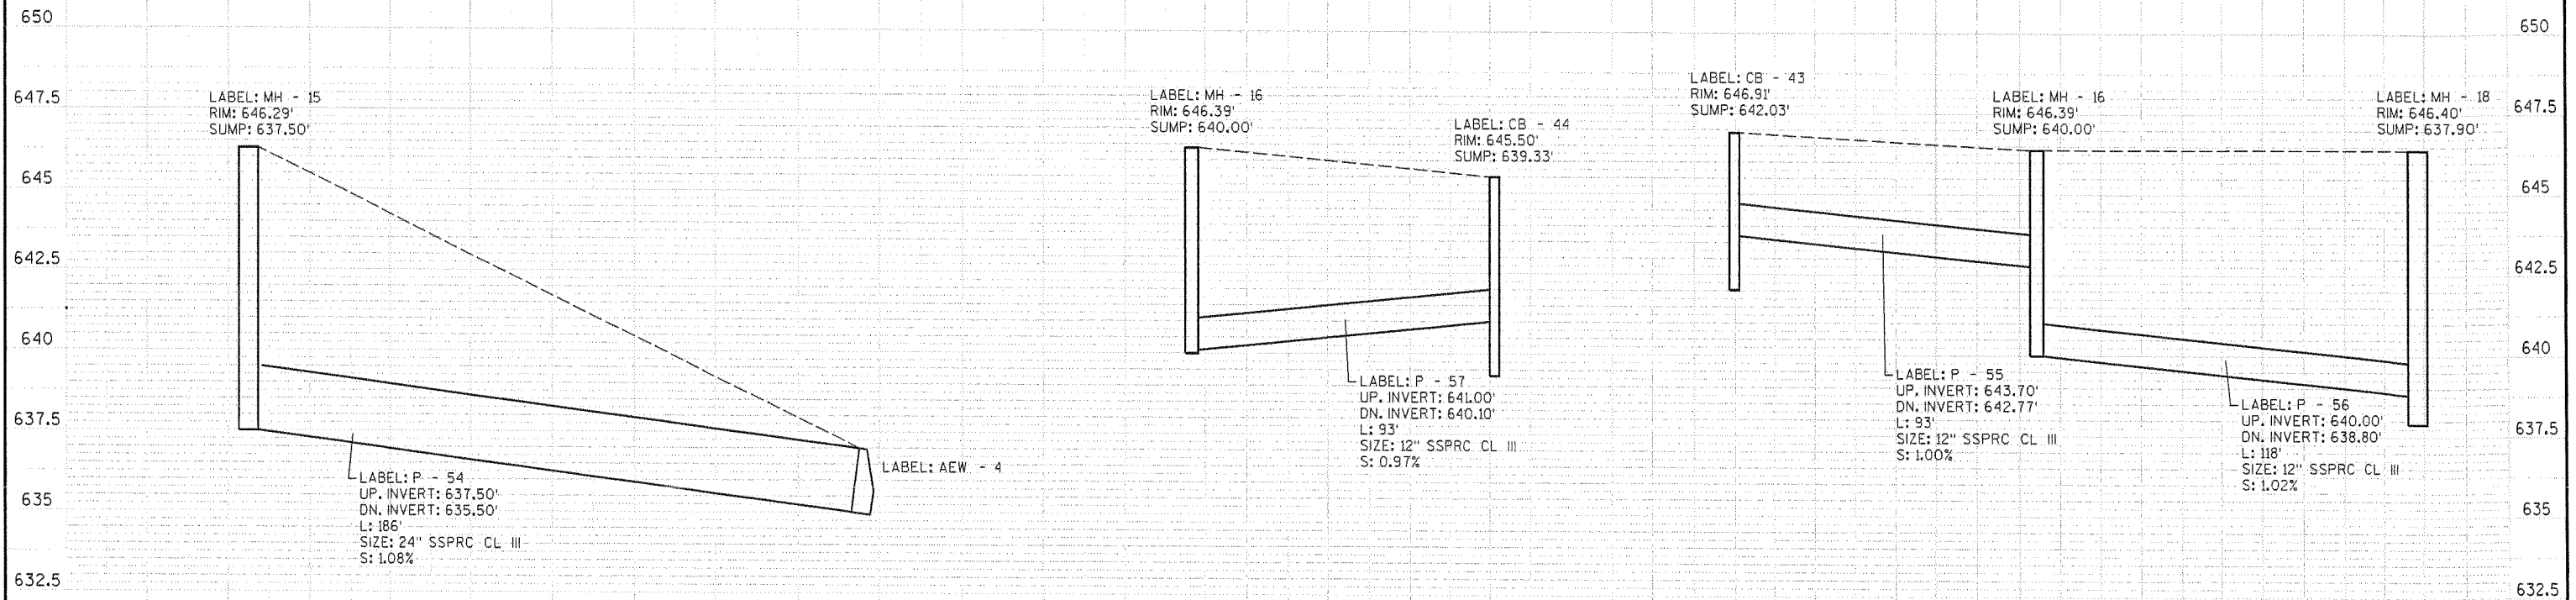 650
647.5
645
642.5
640
637.5
635
632.5
LABEL: MH - 15
RIM: 646.29'
SUMP: 637.50'
LABEL: P - 54
UP. INVERT: 637.50'
DN. INVERT: 635.50'
L: 186'
SIZE: 24" SSPRC CL III
S: 1.08%
LABEL: AEW - 4
LABEL: MH - 16
RIM: 646.39'
SUMP: 640.00'
LABEL: CB - 44
RIM: 645.50'
SUMP: 639.33'
LABEL: P - 57
UP. INVERT: 641.00'
DN. INVERT: 640.10'
L: 93'
SIZE: 12" SSPRC CL III
S: 0.97%
LABEL: CB - 43
RIM: 646.91'
SUMP: 642.03'
LABEL: MH - 16
RIM: 646.39'
SUMP: 640.00'
LABEL: MH - 18
RIM: 646.40'
SUMP: 637.90'
LABEL: P - 55
UP. INVERT: 643.70'
DN. INVERT: 642.77'
L: 93'
SIZE: 12" SSPRC CL III
S: 1.00%
LABEL: P - 56
UP. INVERT: 640.00'
DN. INVERT: 638.80'
L: 118'
SIZE: 12" SSPRC CL III
S: 1.02%
650
647.5
645
642.5
640
637.5
635
632.5